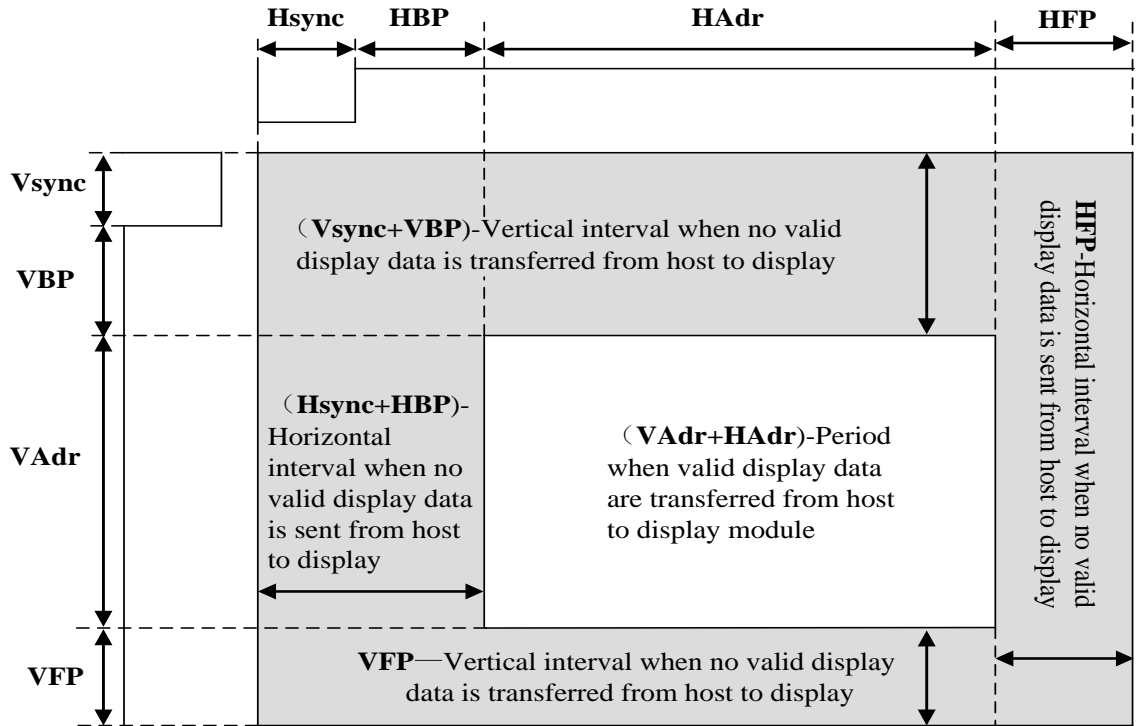 Hsync HBP HAdr HFP
Vsync
VBP
VAdr
VFP
（Vsync+VBP)-Vertical interval when no valid
display data is transferred from host to display
HFP-Horizontal interval when no valid
display data is sent from host to display
（Hsync+HBP)-
Horizontal
interval when no
valid display data
is sent from host
to display
（VAdr+HAdr)-Period
when valid display data
are transferred from host
to display module
VFP—Vertical interval when no valid display
data is transferred from host to display